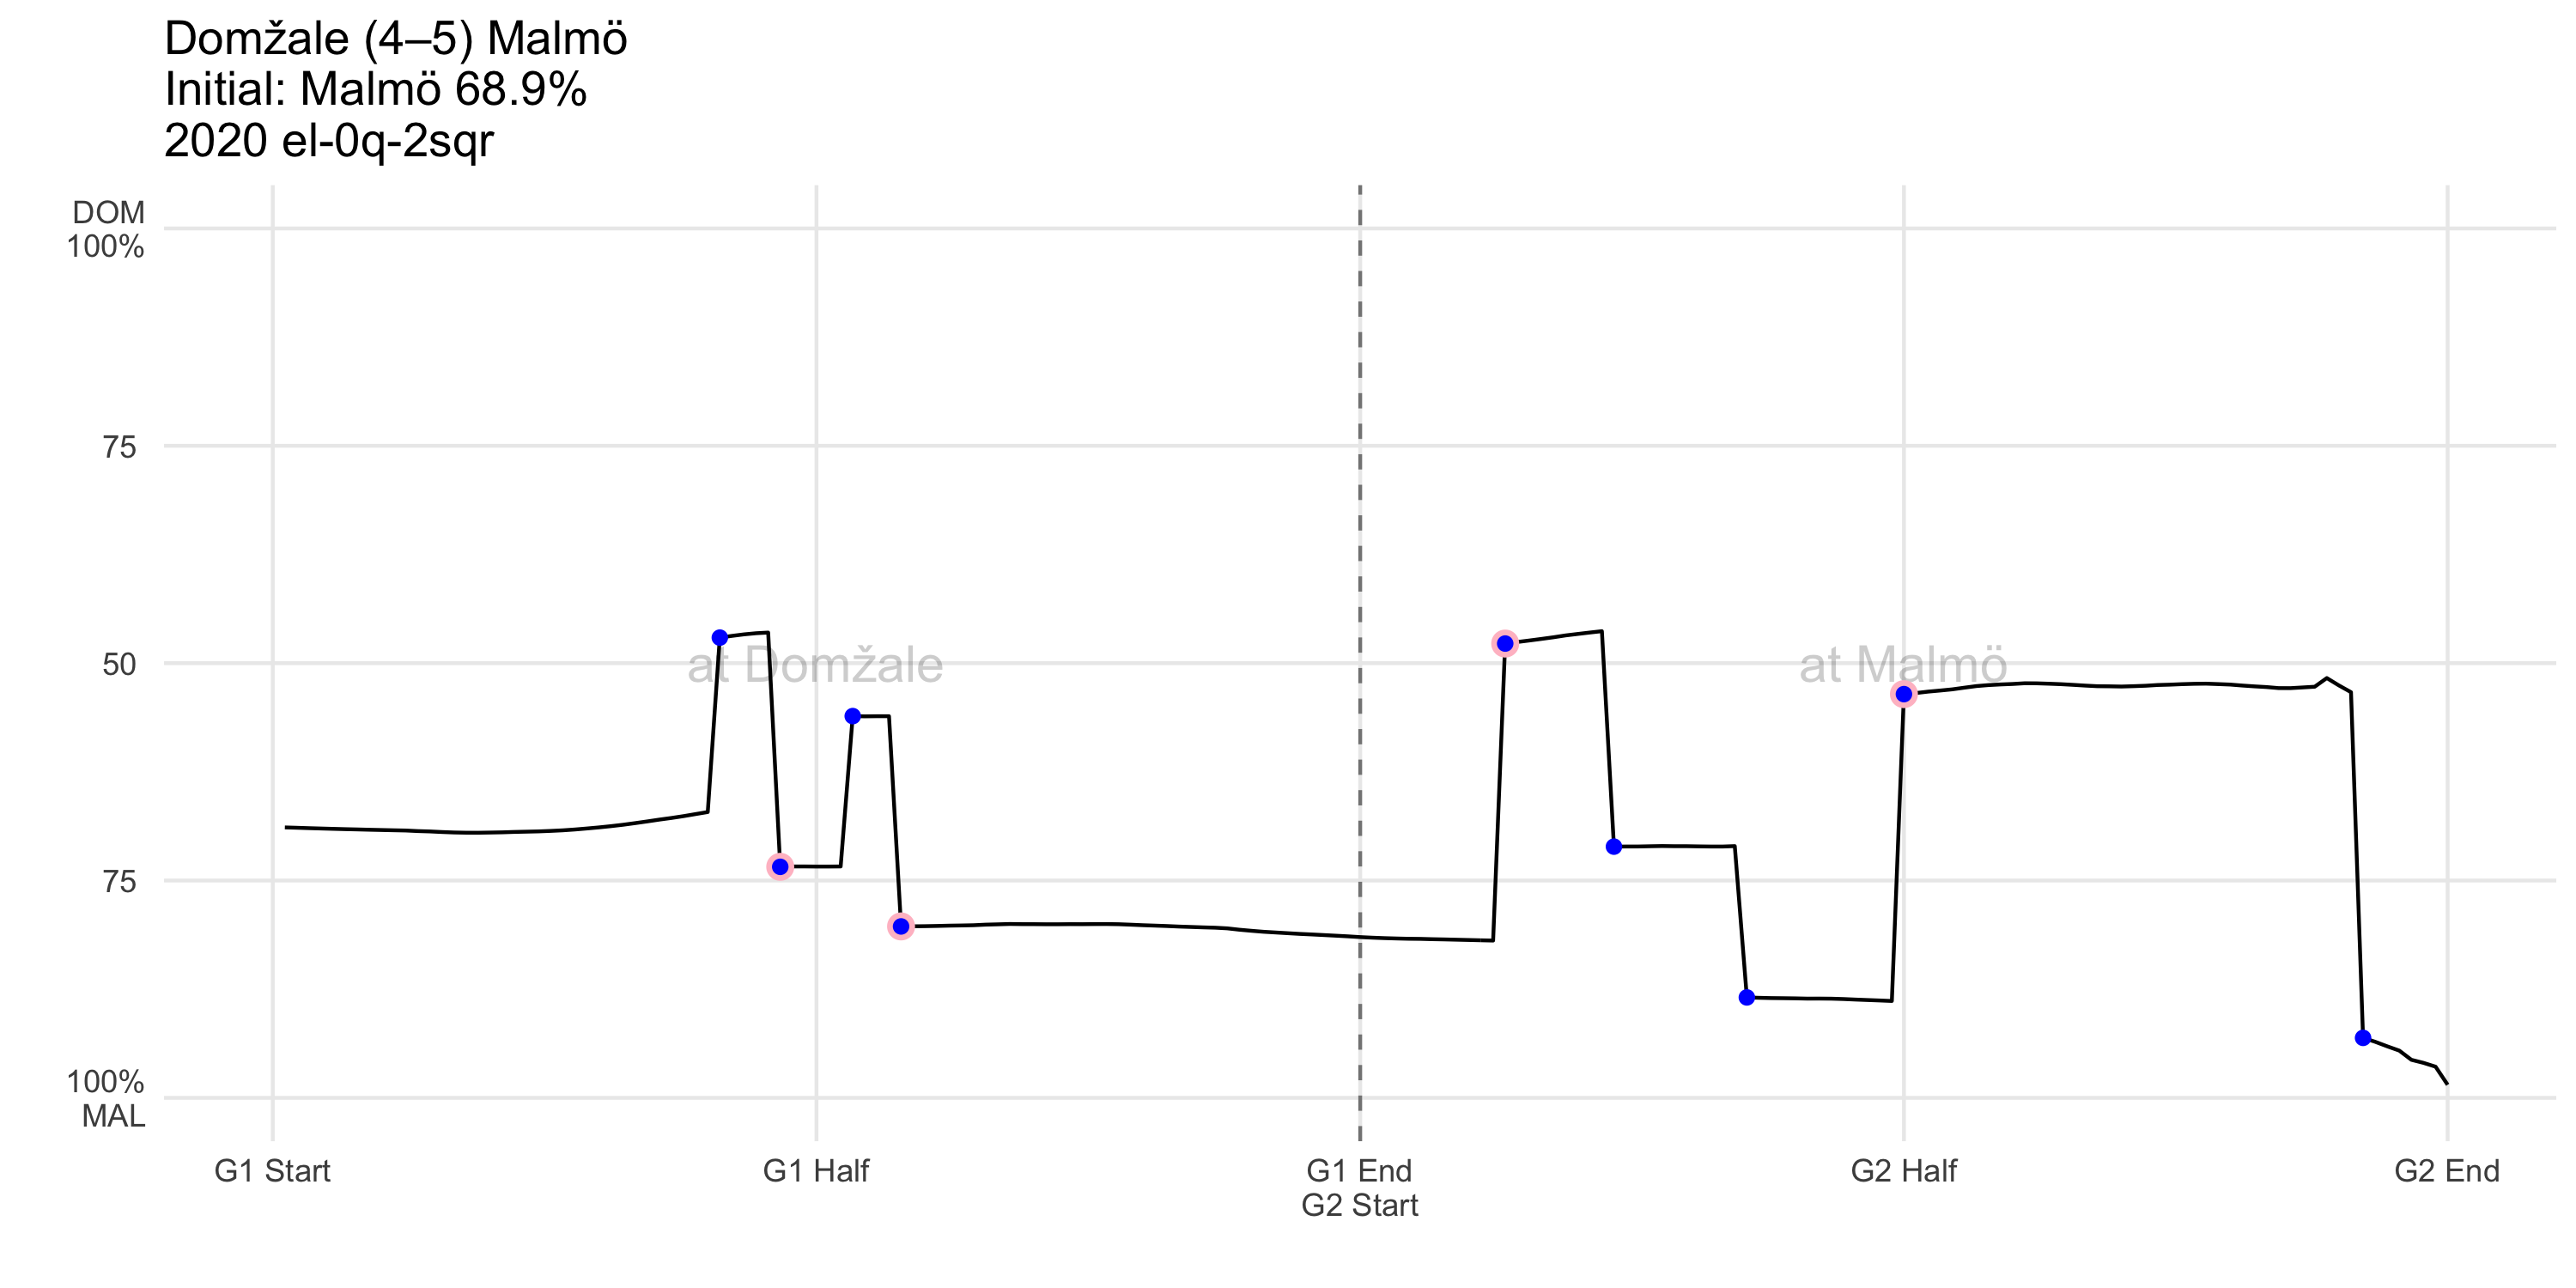 Domžale (4–5) Malmö
Initial: Malmö 68.9%
2020 el-0q-2sqr
DOM
100%
75
50
75
100%
MAL
at Domžale
at Malmö
G1 Start
G1 Half
G1 End
G2 Start
G2 Half
G2 End